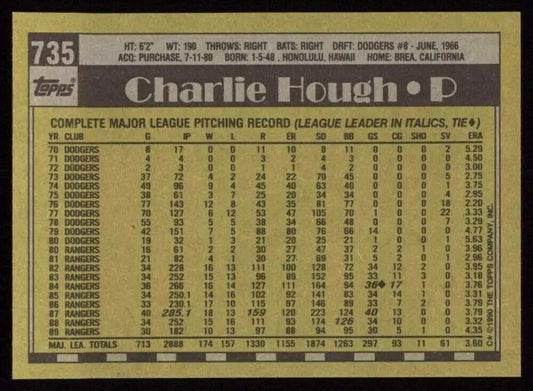 735
HT: 6'2" WT: 190 THROWS: RIGHT BATS: RIGHT DRFT: DODGERS #8 - JUNE, 1966
ACQ: PURCHASE, 7-11-80 BORN: 1-5-48, HONOLULU, HAWAII HOME: BREA, CALIFORNIA
topps
Charlie Hough • P
COMPLETE MAJOR LEAGUE PITCHING RECORD (LEAGUE LEADER IN ITALICS, TIE♦)
YR CLUB G IP W L R ER SO BB GS CG SHO SV ERA
70 DODGERS 8 17 0 0 11 10 8 11 0 0 0 2 5.29
71 DODGERS 4 4 0 0 3 2 4 3 0 0 0 0 4.50
72 DODGERS 2 3 0 0 1 1 4 2 0 0 0 0 3.00
73 DODGERS 37 72 4 2 24 22 70 45 0 0 0 5 2.75
74 DODGERS 49 96 9 4 45 40 63 40 0 0 0 1 3.75
75 DODGERS 38 61 3 7 25 20 34 34 0 0 0 4 2.95
76 DODGERS 77 143 12 8 43 35 81 77 0 0 0 18 2.20
77 DODGERS 70 127 6 12 53 47 105 70 1 0 0 22 3.33
78 DODGERS 55 93 5 5 38 34 66 48 0 0 0 7 3.29
79 DODGERS 42 151 7 5 88 80 76 66 14 0 0 0 4.77
80 DODGERS 19 32 1 3 21 20 25 21 1 0 0 1 5.63
80 RANGERS 16 61 2 2 30 27 47 37 2 2 1 0 3.96
81 RANGERS 21 82 4 1 30 27 69 31 5 2 0 1 2.96
82 RANGERS 34 228 16 13 111 100 128 72 34 12 2 0 3.95
83 RANGERS 34 252 15 13 96 89 152 95 33 11 3 0 3.18
84 RANGERS 36 266 16 14 127 111 164 94 36♦ 17 1 0 3.76
85 RANGERS 34 250.1 14 16 102 92 141 83 34 14 1 0 3.31
86 RANGERS 33 230.1 17 10 115 97 146 89 33 7 2 0 3.79
87 RANGERS 40 285.1 18 13 159 120 223 124 40 13 0 0 3.79
88 RANGERS 34 252 15 16 111 93 174 126 34 10 0 0 3.32
89 RANGERS 30 182 10 13 97 88 94 95 30 5 1 0 4.35
MAJ. LEA. TOTALS 713 2888 174 157 1330 1155 1874 1263 297 93 11 61 3.60
C* © 1990 THE TOPPS COMPANY, INC.